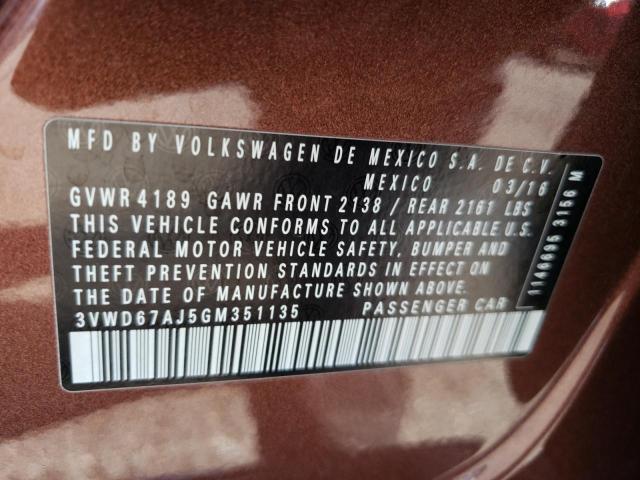 MFD BY VOLKSWAGEN DE MEXICO S.A. DE C.V.
MEXICO 03/16
GVWR 4189 GAWR FRONT 2138 / REAR 2161 LBS
THIS VEHICLE CONFORMS TO ALL APPLICABLE U.S.
FEDERAL MOTOR VEHICLE SAFETY, BUMPER AND
THEFT PREVENTION STANDARDS IN EFFECT ON
THE DATE OF MANUFACTURE SHOWN ABOVE.
3VWD67AJ5GM351135 PASSENGER CAR
3156 M